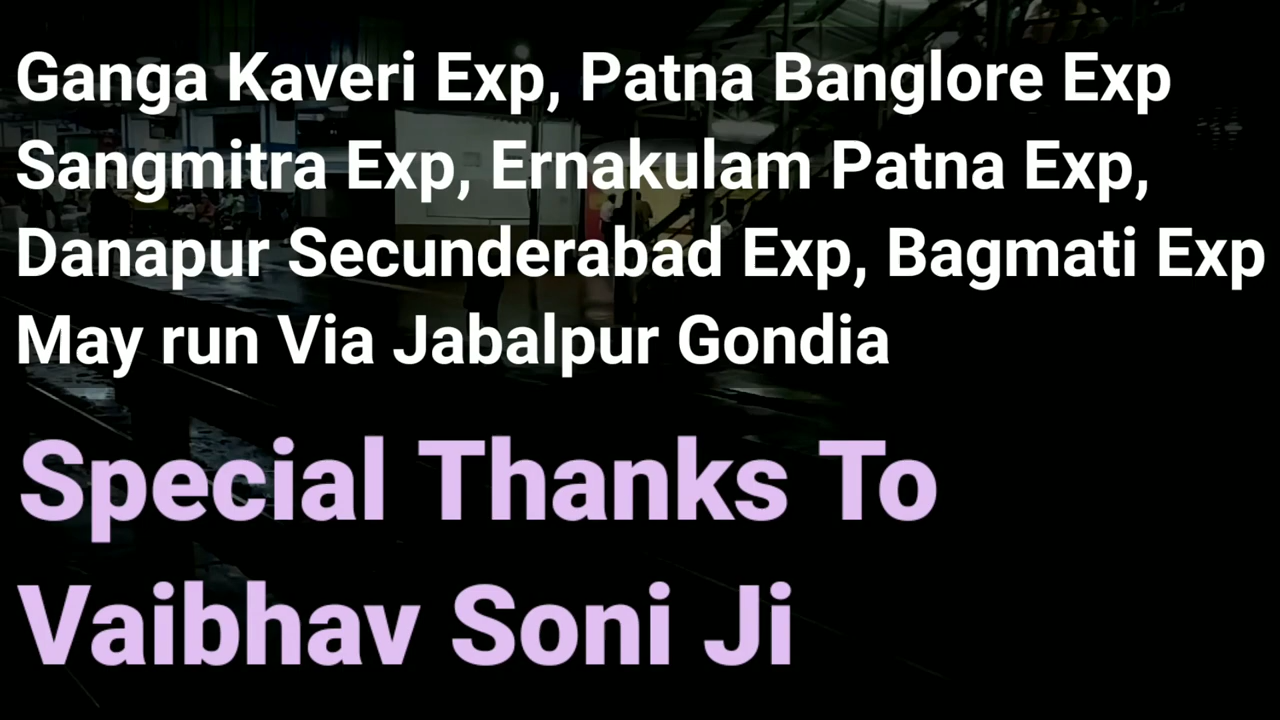 Ganga Kaveri Exp, Patna Banglore Exp
Sangmitra Exp, Ernakulam Patna Exp,
Danapur Secunderabad Exp, Bagmati Exp
May run Via Jabalpur Gondia
Special Thanks To
Vaibhav Soni Ji